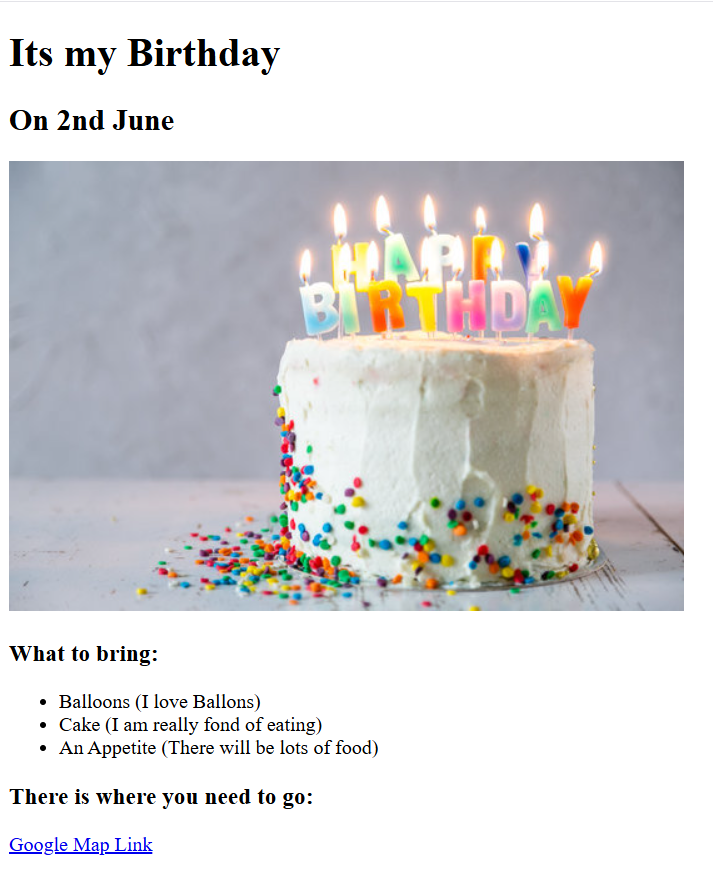 Its my Birthday
On 2nd June
HAPPY
BIRTHDAY
What to bring:
Balloons (I love Ballons)
Cake (I am really fond of eating)
An Appetite (There will be lots of food)
There is where you need to go:
Google Map Link